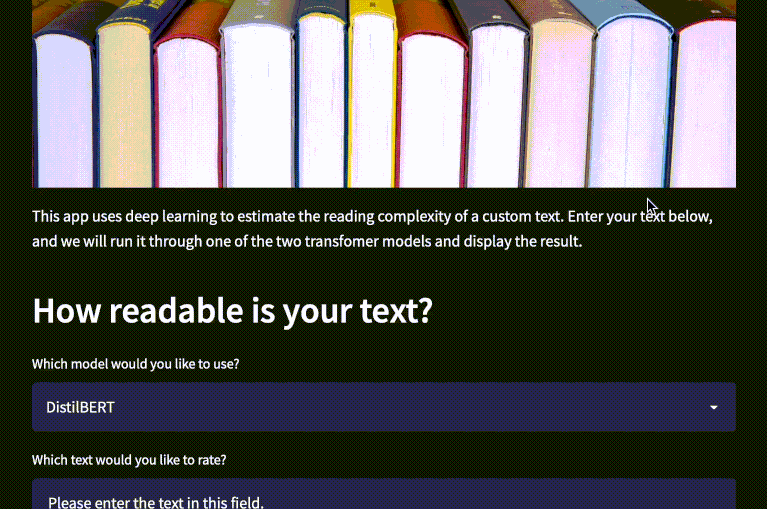 This app uses deep learning to estimate the reading complexity of a custom text. Enter your text below,
and we will run it through one of the two transfomer models and display the result.
How readable is your text?
Which model would you like to use?
DistilBERT
Which text would you like to rate?
Please enter the text in this field.